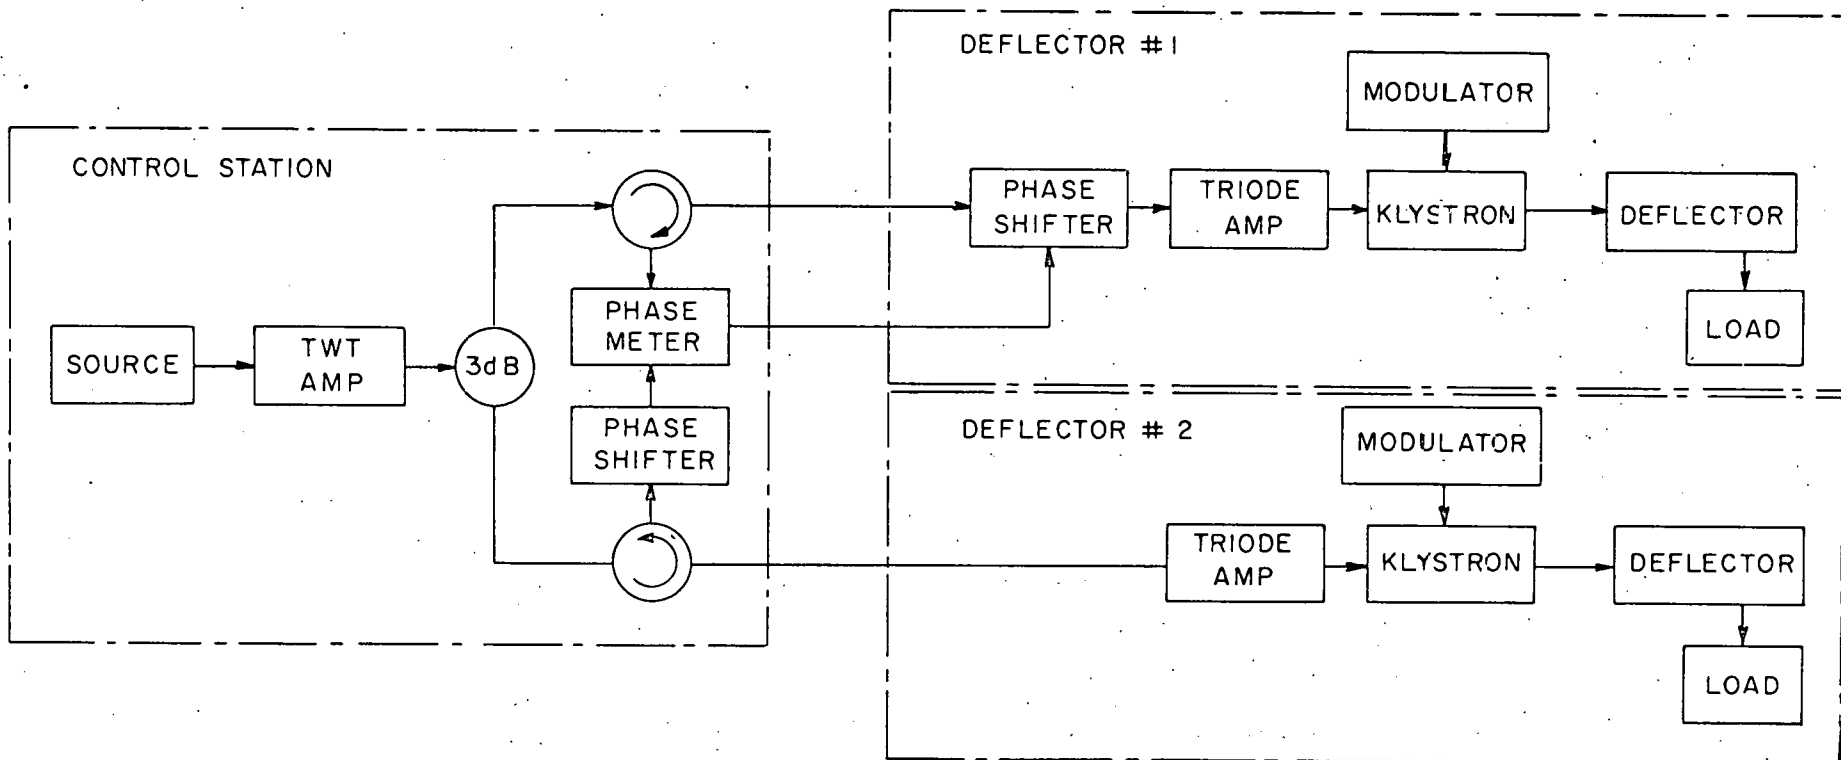 CONTROL STATION
SOURCE
TWT
AMP
3dB
PHASE
METER
PHASE
SHIFTER
DEFLECTOR #1
MODULATOR
PHASE
SHIFTER
TRIODE
AMP
KLYSTRON
DEFLECTOR
LOAD
DEFLECTOR # 2
MODULATOR
TRIODE
AMP
KLYSTRON
DEFLECTOR
LOAD